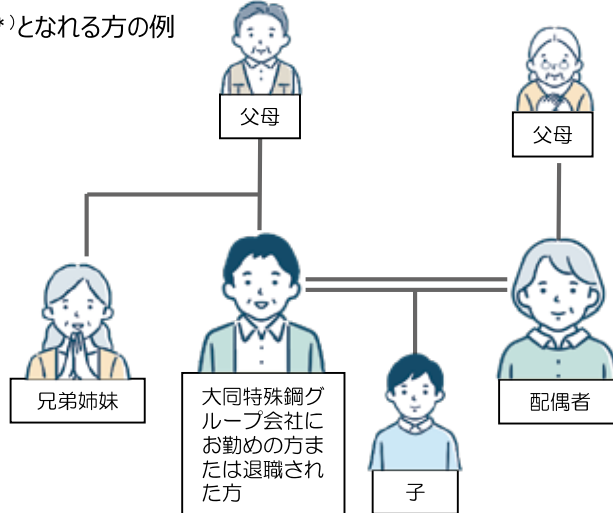 *)となれる方の例
父母
父母
兄弟姉妹
大同特殊鋼グ
ループ会社に
お勤めの方ま
たは退職され
た方
配偶者
子